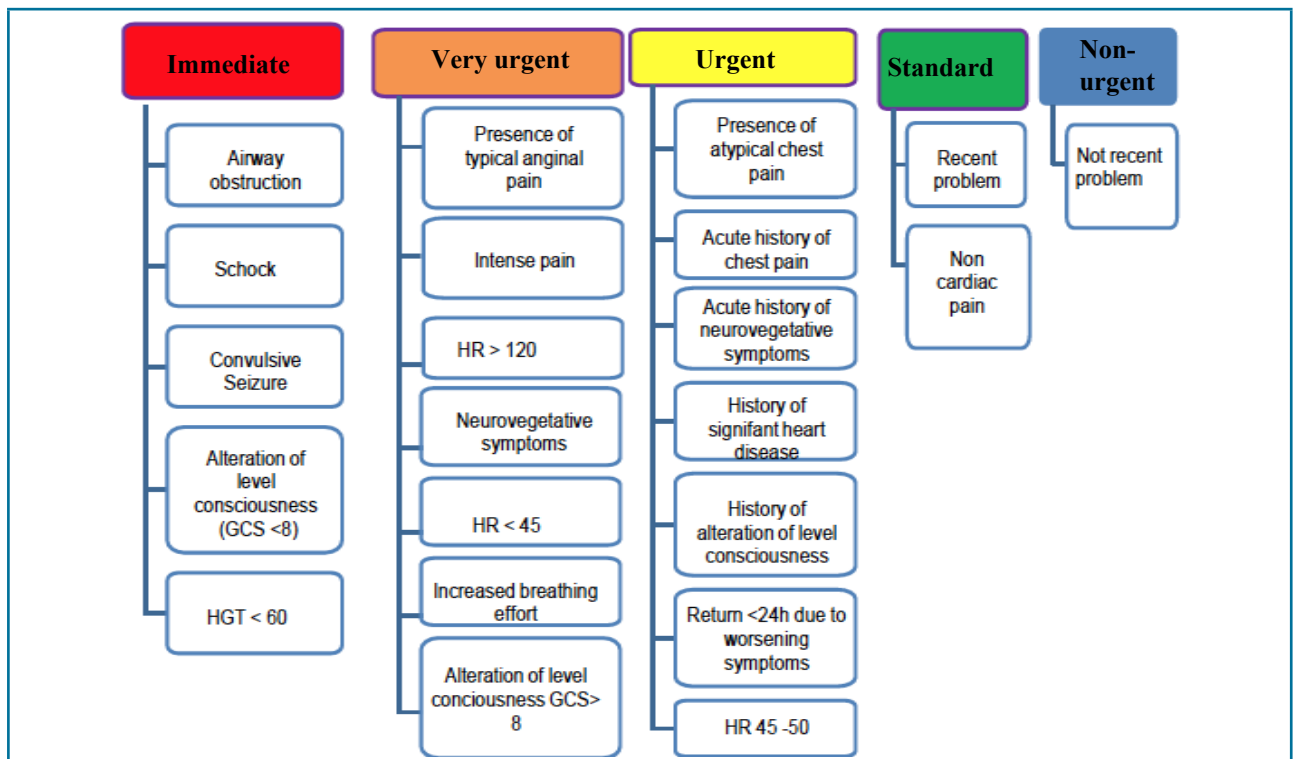 Immediate
Airway
obstruction
Schock
Convulsive
Seizure
Alteration of
level
consciousness
(GCS <8)
HGT < 60
Very urgent
Presence of
typical anginal
pain
Intense pain
HR > 120
Neurovegetative
symptoms
HR < 45
Increased breathing
effort
Alteration of level
conciousness GCS>
8
Urgent
Presence of
atypical chest
pain
Acute history of
chest pain
Acute history of
neurovegetative
symptoms
History of
signifant heart
disease
History of
alteration of level
consciousness
Return <24h due to
worsening
symptoms
HR 45 -50
Standard
Recent
problem
Non
cardiac
pain
Non-
urgent
Not recent
problem